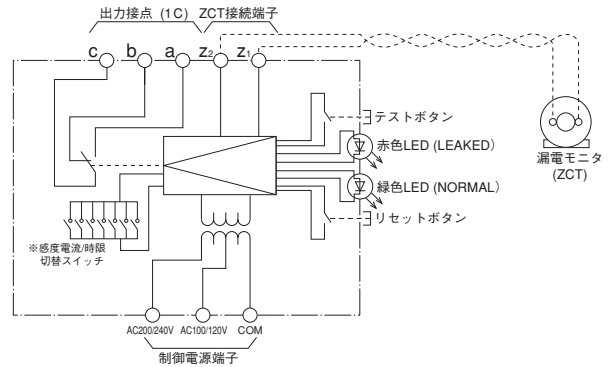 出力接点 (1C) ZCT接続端子
c b a Z2 Z1
テストボタン
赤色LED (LEAKED)
緑色LED (NORMAL)
リセットボタン
漏電モニタ
(ZCT)
※感度電流/時限
切替スイッチ
AC200/240V AC100/120V COM
制御電源端子